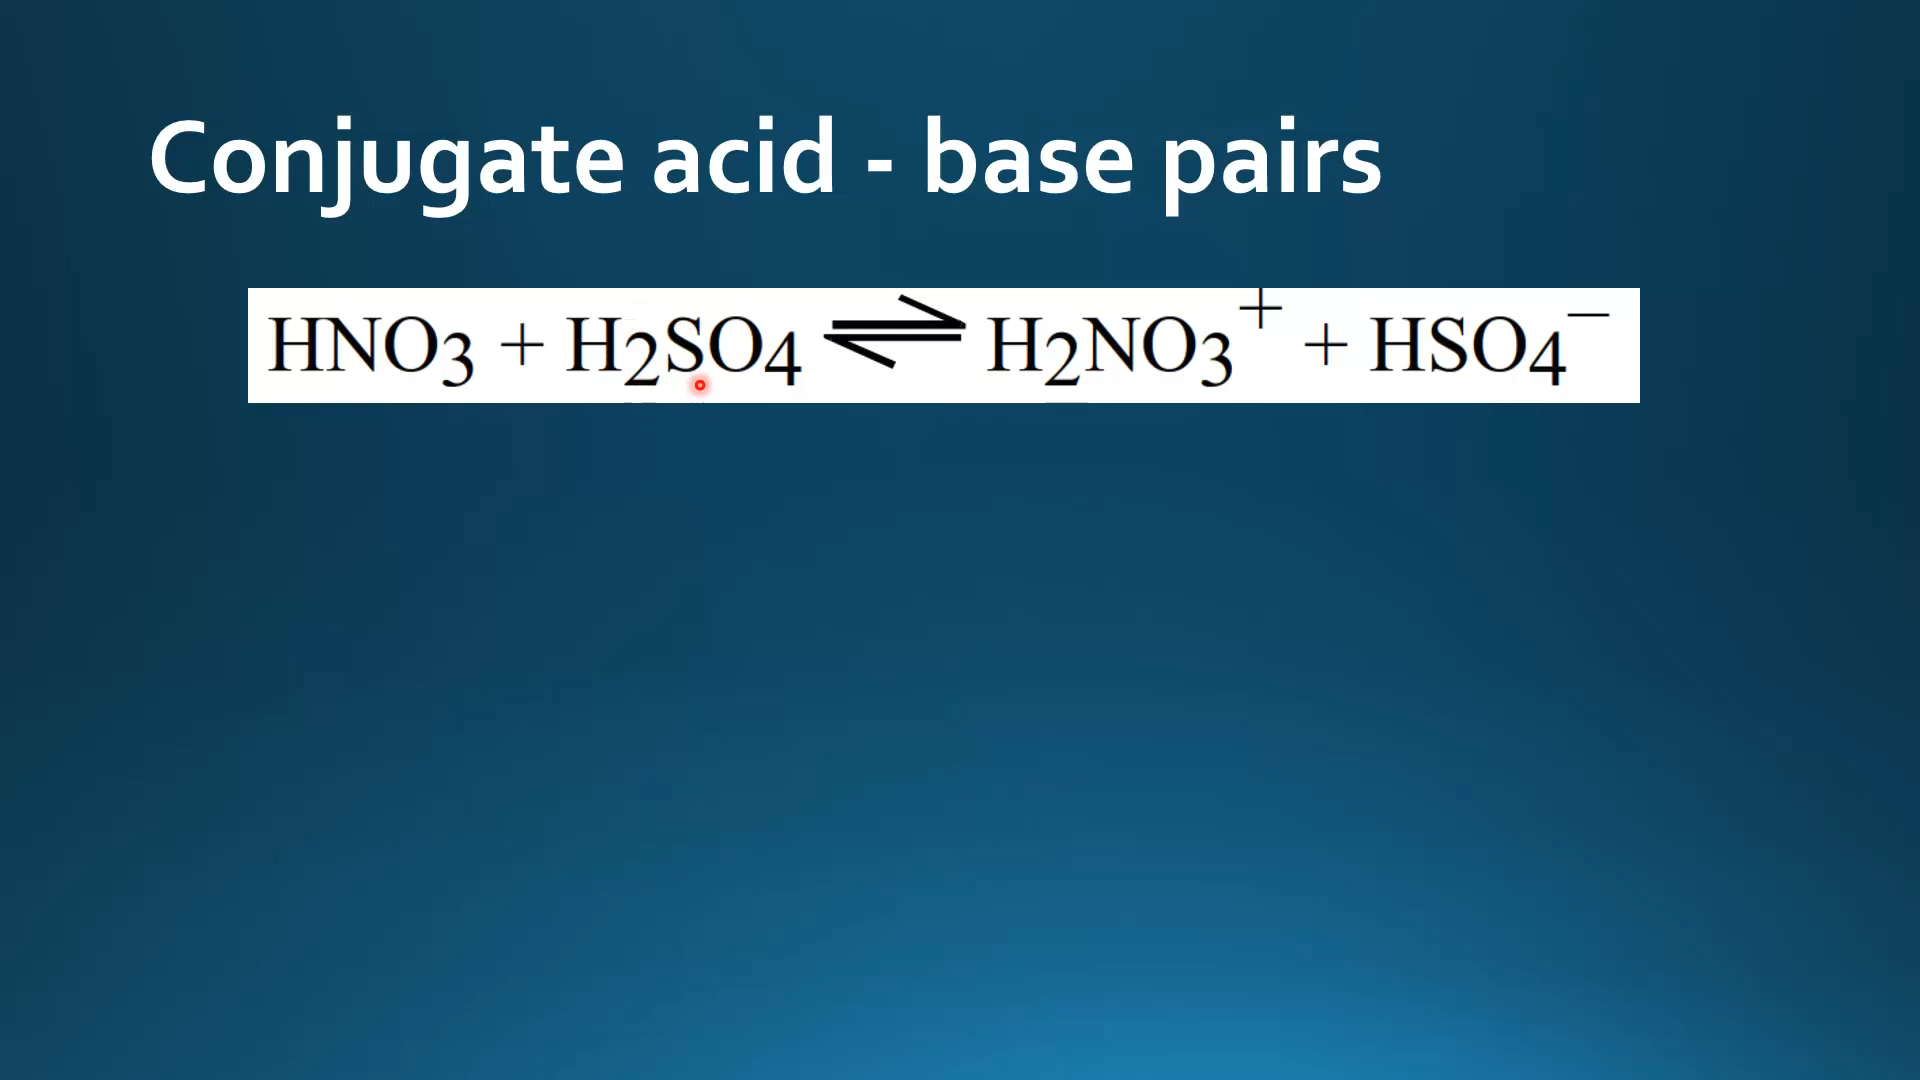 Conjugate acid - base pairs
HNO₃ + H₂SO₄ ⇌ H₂NO₃⁺ + HSO₄⁻